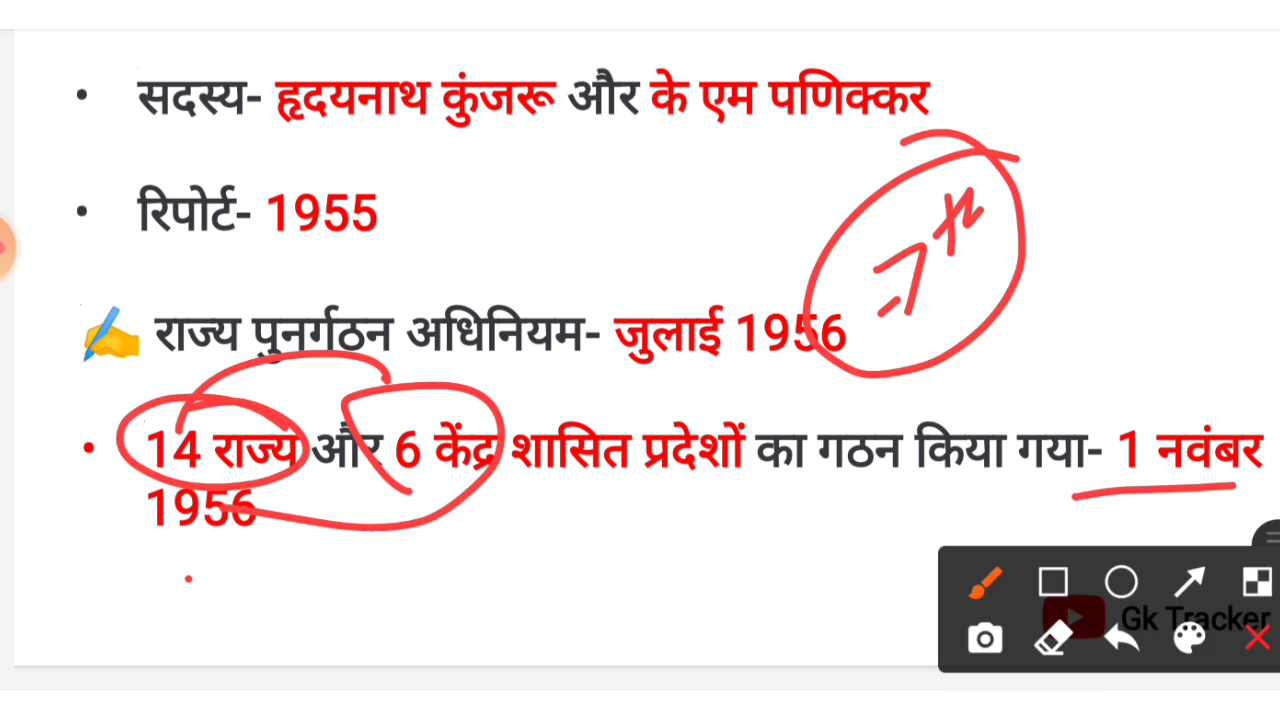 • सदस्य- हृदयनाथ कुंजरू और के एम पणिक्कर
• रिपोर्ट- 1955
✍ राज्य पुनर्गठन अधिनियम- जुलाई 1956
• 14 राज्य और 6 केंद्र शासित प्रदेशों का गठन किया गया- 1 नवंबर
1956
Gk Tracker